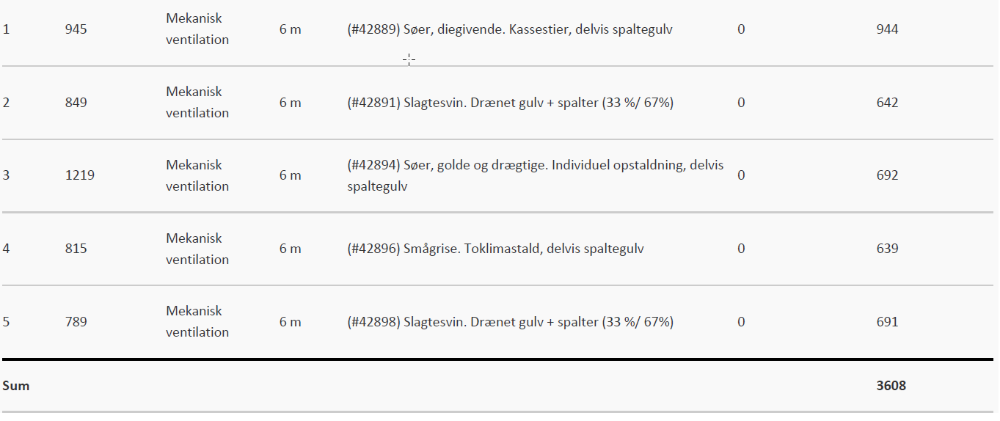 1 945 Mekanisk ventilation 6 m (#42889) Søer, diegivende. Kassestier, delvis spaltegulv 0 944
2 849 Mekanisk ventilation 6 m (#42891) Slagtesvin. Drænet gulv + spalter (33 %/ 67%) 0 642
3 1219 Mekanisk ventilation 6 m (#42894) Søer, golde og drægtige. Individuel opstaldning, delvis spaltegulv 0 692
4 815 Mekanisk ventilation 6 m (#42896) Smågrise. Toklimastald, delvis spaltegulv 0 639
5 789 Mekanisk ventilation 6 m (#42898) Slagtesvin. Drænet gulv + spalter (33 %/ 67%) 0 691
Sum 3608